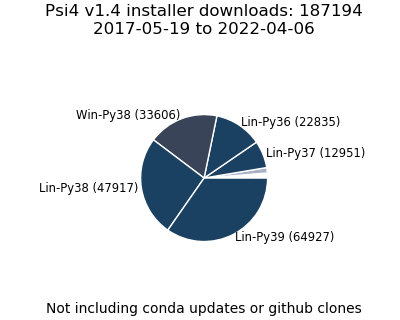 Psi4 v1.4 installer downloads: 187194
2017-05-19 to 2022-04-06
Win-Py38 (33606)
Lin-Py36 (22835)
Lin-Py37 (12951)
Lin-Py38 (47917)
Lin-Py39 (64927)
Not including conda updates or github clones